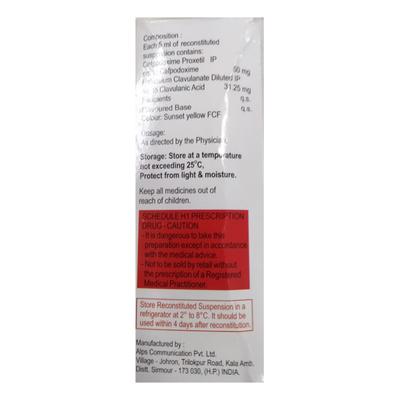 Composition :
Each 5 ml of reconstituted
suspension contains:
Cefpodoxime Proxetil IP
Cefpodoxime 50 mg
Clavulanate Diluted IP
Clavulanic Acid 31.25 mg
q.s.
Flavoured Base q.s.
Colour: Sunset yellow FCF
Dosage:
As directed by the Physician.
Storage: Store at a temperature
not exceeding 25°C,
Protect from light & moisture.
Keep all medicines out of
reach of children.
SCHEDULE H1 PRESCRIPTION
DRUG - CAUTION
- It is dangerous to take this
preparation except in accordance
with the medical advice.
- Not to be sold by retail without
the prescription of a Registered
Medical Practitioner.
Store Reconstituted Suspension in a
refrigerator at 2° to 8°C. It should be
used within 4 days after reconstitution.
Manufactured by :
Alps Communication Pvt. Ltd.
Village - Johron, Trilokpur Road, Kala Amb,
Distt. Sirmour - 173 030, (H.P.) INDIA.